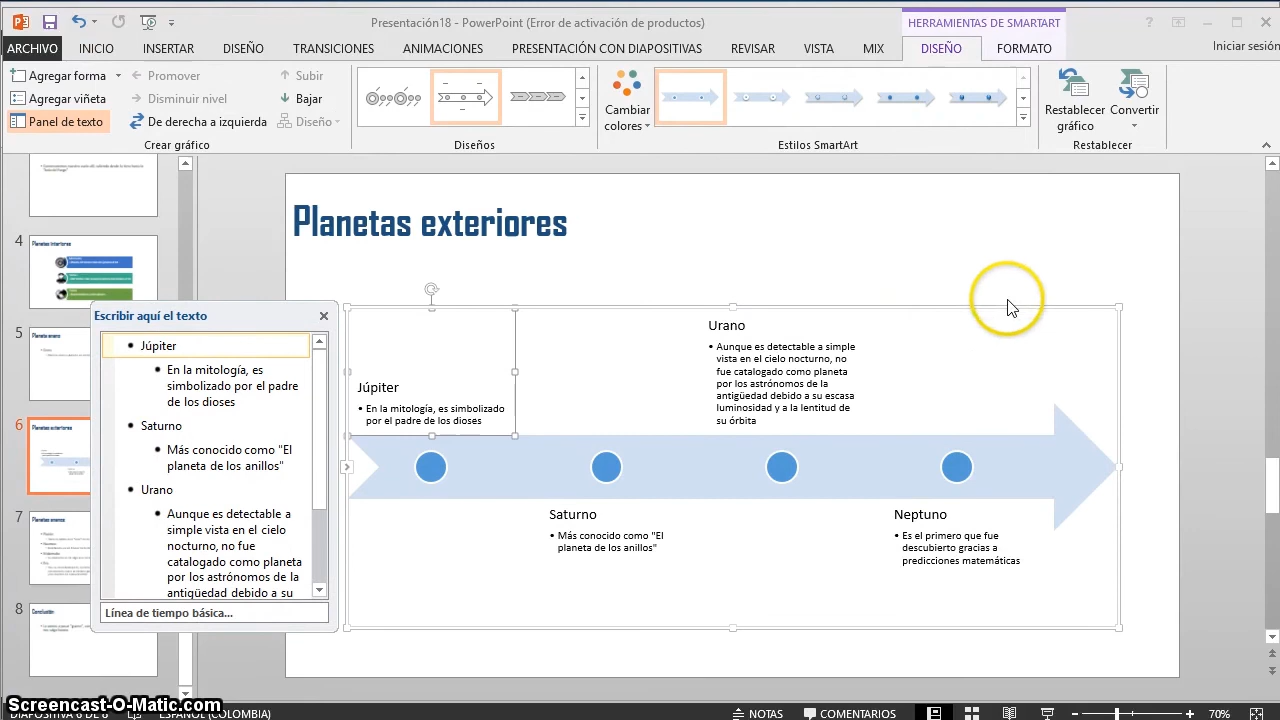 Presentación18 - PowerPoint (Error de activación de productos)
HERRAMIENTAS DE SMARTART
ARCHIVO INICIO INSERTAR DISEÑO TRANSICIONES ANIMACIONES PRESENTACIÓN CON DIAPOSITIVAS REVISAR VISTA MIX DISEÑO FORMATO Iniciar sesión
Agregar forma Promover Subir
Agregar viñeta Disminuir nivel Bajar
Panel de texto De derecha a izquierda Diseño
Cambiar colores
Restablecer gráfico
Convertir
Crear gráfico Diseños Estilos SmartArt Restablecer
4
Planetas interiores
5
Planeta enano
6
Planetas exteriores
7
Planetas enanos
8
Conclusión
Escribir aquí el texto
• Júpiter
• En la mitología, es
simbolizado por el padre
de los dioses
• Saturno
• Más conocido como "El
planeta de los anillos"
• Urano
• Aunque es detectable a
simple vista en el cielo
nocturno, no fue
catalogado como planeta
por los astrónomos de la
antigüedad debido a su
Línea de tiempo básica...
Planetas exteriores
Júpiter
• En la mitología, es simbolizado
por el padre de los dioses
Urano
• Aunque es detectable a simple
vista en el cielo nocturno, no
fue catalogado como planeta
por los astrónomos de la
antigüedad debido a su escasa
luminosidad y a la lentitud de
su órbita
Saturno
• Más conocido como "El
planeta de los anillos"
Neptuno
• Es el primero que fue
descubierto gracias a
predicciones matemáticas
Screencast-O-Matic.com
DIAPOSITIVA 6 DE 8 ESPAÑOL (COLOMBIA) NOTAS COMENTARIOS 70%